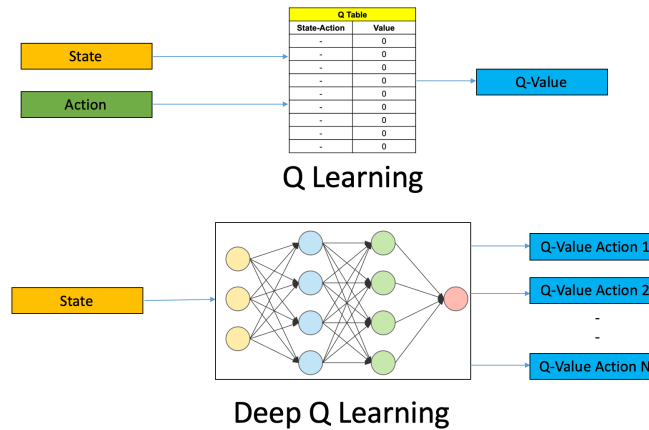 Q Table
State-Action Value
- 0
- 0
- 0
- 0
- 0
- 0
- 0
- 0
- 0
State
Action
Q-Value
Q Learning
State
Q-Value Action 1
Q-Value Action 2
-
-
Q-Value Action N
Deep Q Learning